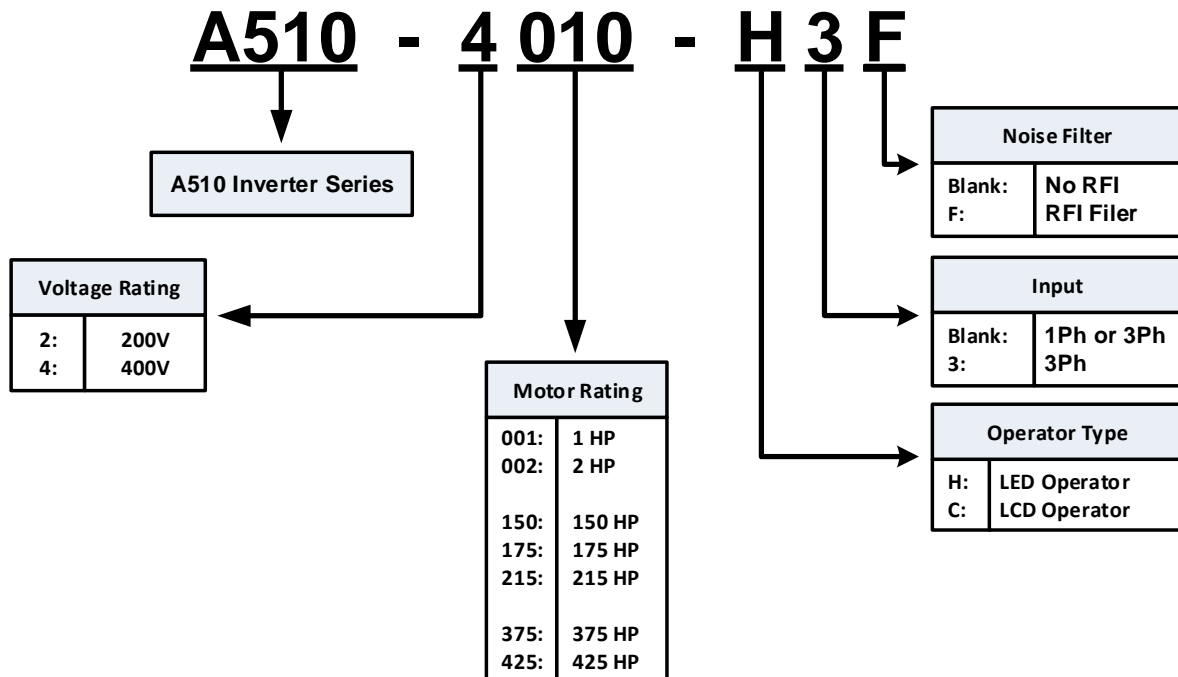 A510 - 4 010 - H 3 F
A510 Inverter Series
Noise Filter
Blank: No RFI
F: RFI Filer
Voltage Rating
2: 200V
4: 400V
Input
Blank: 1Ph or 3Ph
3: 3Ph
Motor Rating
001: 1 HP
002: 2 HP
150: 150 HP
175: 175 HP
215: 215 HP
375: 375 HP
425: 425 HP
Operator Type
H: LED Operator
C: LCD Operator